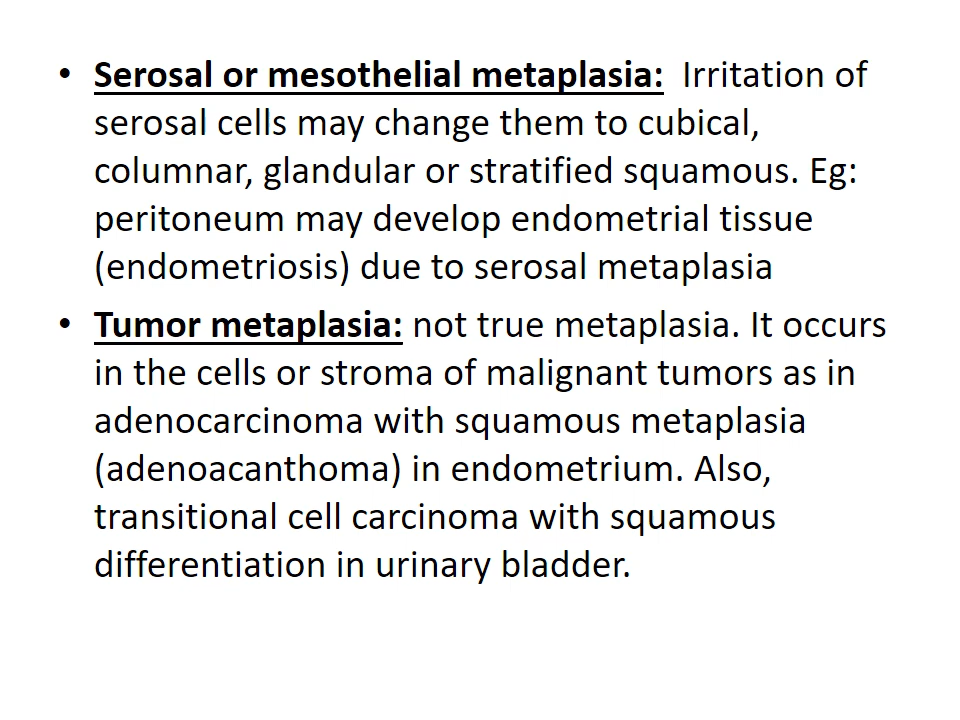 • Serosal or mesothelial metaplasia: Irritation of
serosal cells may change them to cubical,
columnar, glandular or stratified squamous. Eg:
peritoneum may develop endometrial tissue
(endometriosis) due to serosal metaplasia
• Tumor metaplasia: not true metaplasia. It occurs
in the cells or stroma of malignant tumors as in
adenocarcinoma with squamous metaplasia
(adenoacanthoma) in endometrium. Also,
transitional cell carcinoma with squamous
differentiation in urinary bladder.